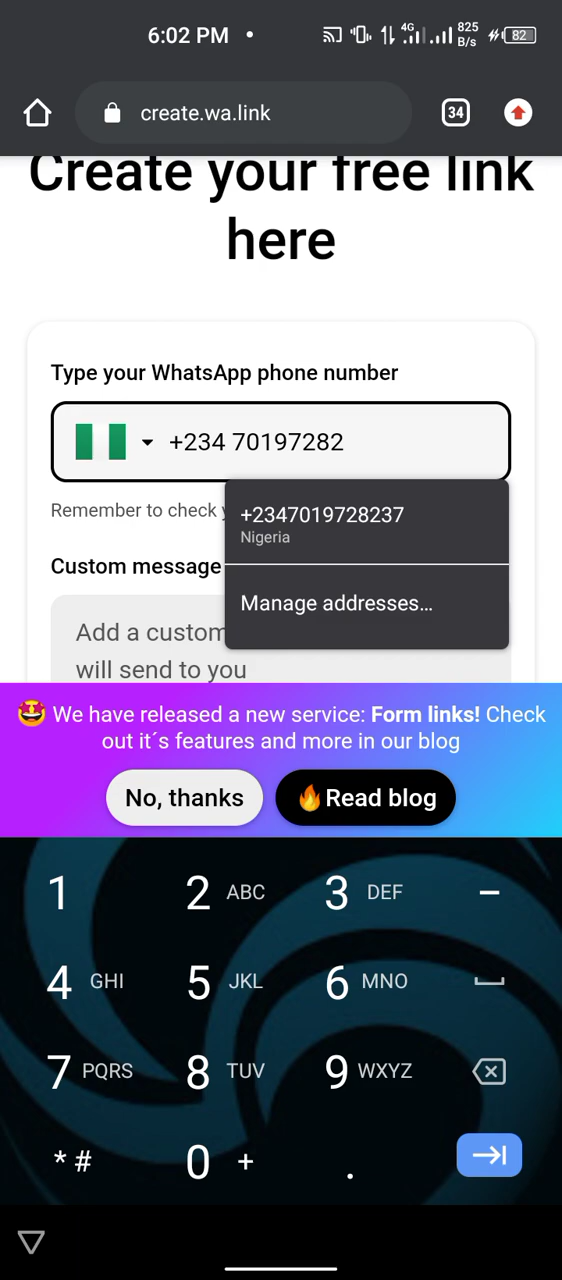 6:02 PM •
4G 825 B/s 82
create.wa.link
34
Create your free link
here
Type your WhatsApp phone number
+234 70197282
Remember to check
+2347019728237
Nigeria
Custom message
Manage addresses…
Add a custom
will send to you
🤩 We have released a new service: Form links! Check
out it´s features and more in our blog
No, thanks
🔥Read blog
1 2 ABC 3 DEF –
4 GHI 5 JKL 6 MNO
7 PQRS 8 TUV 9 WXYZ
* # 0 + .